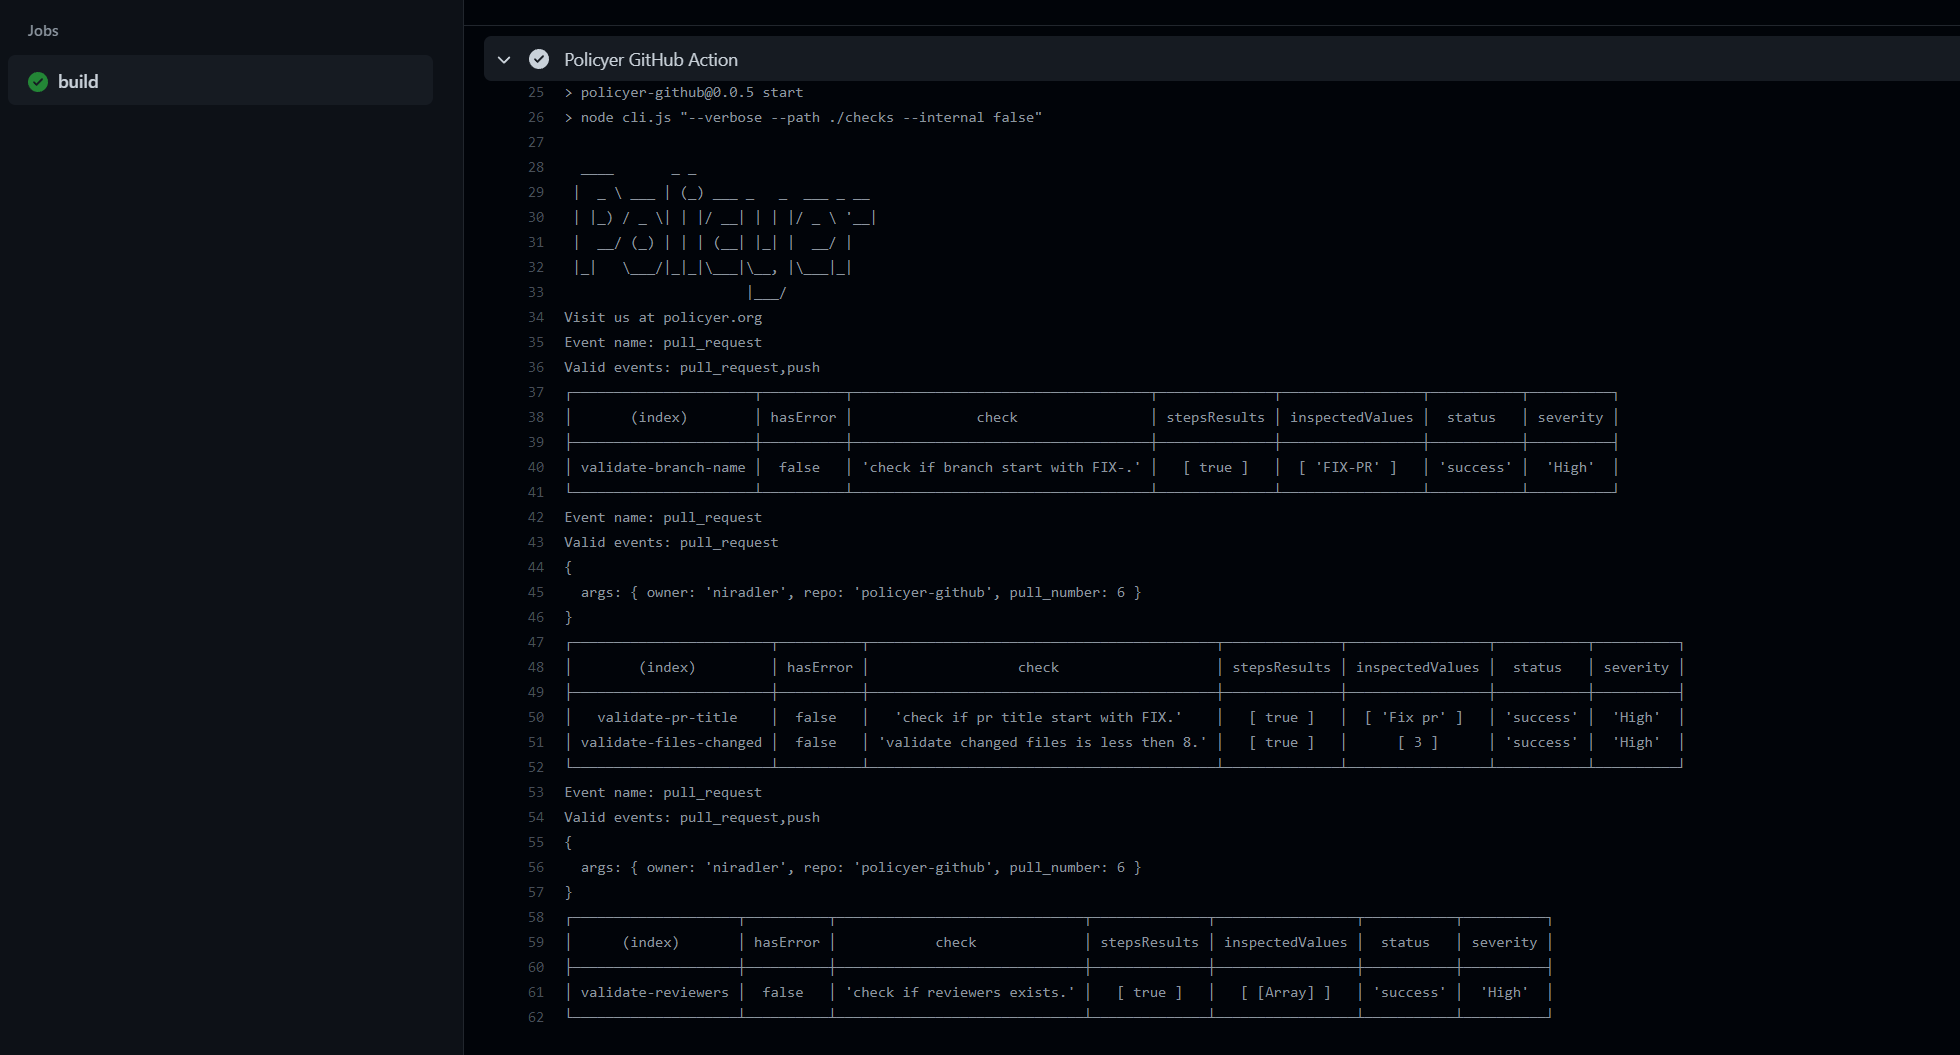 Jobs
build
Policyer GitHub Action
25 > policyer-github@0.0.5 start
26 > node cli.js "--verbose --path ./checks --internal false"
27
28   ____       _ _
29  |  _ \ ___ | (_) ___ _   _  ___ _ __
30  | |_) / _ \| | |/ __| | | |/ _ \ '__|
31  |  __/ (_) | | | (__| |_| |  __/ |
32  |_|   \___/|_|_|\___|\__, |\___|_|
33                       |___/
34 Visit us at policyer.org
35 Event name: pull_request
36 Valid events: pull_request,push
37 ┌──────────────────────┬──────────┬────────────────────────────────────┬──────────────┬─────────────────┬───────────┬──────────┐
38 │ (index) │ hasError │ check │ stepsResults │ inspectedValues │ status │ severity │
39 ├──────────────────────┼──────────┼────────────────────────────────────┼──────────────┼─────────────────┼───────────┼──────────┤
40 │ validate-branch-name │ false │ 'check if branch start with FIX-.' │ [ true ] │ [ 'FIX-PR' ] │ 'success' │ 'High' │
41 └──────────────────────┴──────────┴────────────────────────────────────┴──────────────┴─────────────────┴───────────┴──────────┘
42 Event name: pull_request
43 Valid events: pull_request
44 {
45   args: { owner: 'niradler', repo: 'policyer-github', pull_number: 6 }
46 }
47 ┌────────────────────────┬──────────┬──────────────────────────────────────────┬──────────────┬─────────────────┬───────────┬──────────┐
48 │ (index) │ hasError │ check │ stepsResults │ inspectedValues │ status │ severity │
49 ├────────────────────────┼──────────┼──────────────────────────────────────────┼──────────────┼─────────────────┼───────────┼──────────┤
50 │ validate-pr-title │ false │ 'check if pr title start with FIX.' │ [ true ] │ [ 'Fix pr' ] │ 'success' │ 'High' │
51 │ validate-files-changed │ false │ 'validate changed files is less then 8.' │ [ true ] │ [ 3 ] │ 'success' │ 'High' │
52 └────────────────────────┴──────────┴──────────────────────────────────────────┴──────────────┴─────────────────┴───────────┴──────────┘
53 Event name: pull_request
54 Valid events: pull_request,push
55 {
56   args: { owner: 'niradler', repo: 'policyer-github', pull_number: 6 }
57 }
58 ┌────────────────────┬──────────┬──────────────────────────────┬──────────────┬─────────────────┬───────────┬──────────┐
59 │ (index) │ hasError │ check │ stepsResults │ inspectedValues │ status │ severity │
60 ├────────────────────┼──────────┼──────────────────────────────┼──────────────┼─────────────────┼───────────┼──────────┤
61 │ validate-reviewers │ false │ 'check if reviewers exists.' │ [ true ] │ [ [Array] ] │ 'success' │ 'High' │
62 └────────────────────┴──────────┴──────────────────────────────┴──────────────┴─────────────────┴───────────┴──────────┘